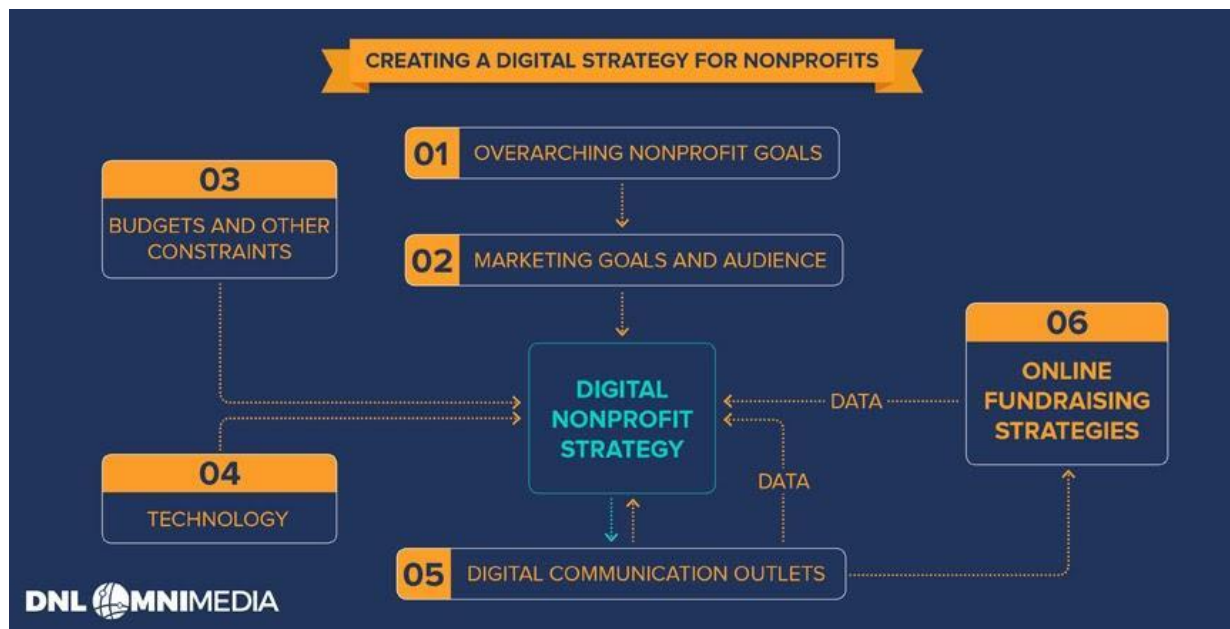 CREATING A DIGITAL STRATEGY FOR NONPROFITS
01 OVERARCHING NONPROFIT GOALS
03
BUDGETS AND OTHER
CONSTRAINTS
02 MARKETING GOALS AND AUDIENCE
06
ONLINE
FUNDRAISING
STRATEGIES
DIGITAL
NONPROFIT
STRATEGY
DATA
04
TECHNOLOGY
DATA
05 DIGITAL COMMUNICATION OUTLETS
DNL OMNIMEDIA